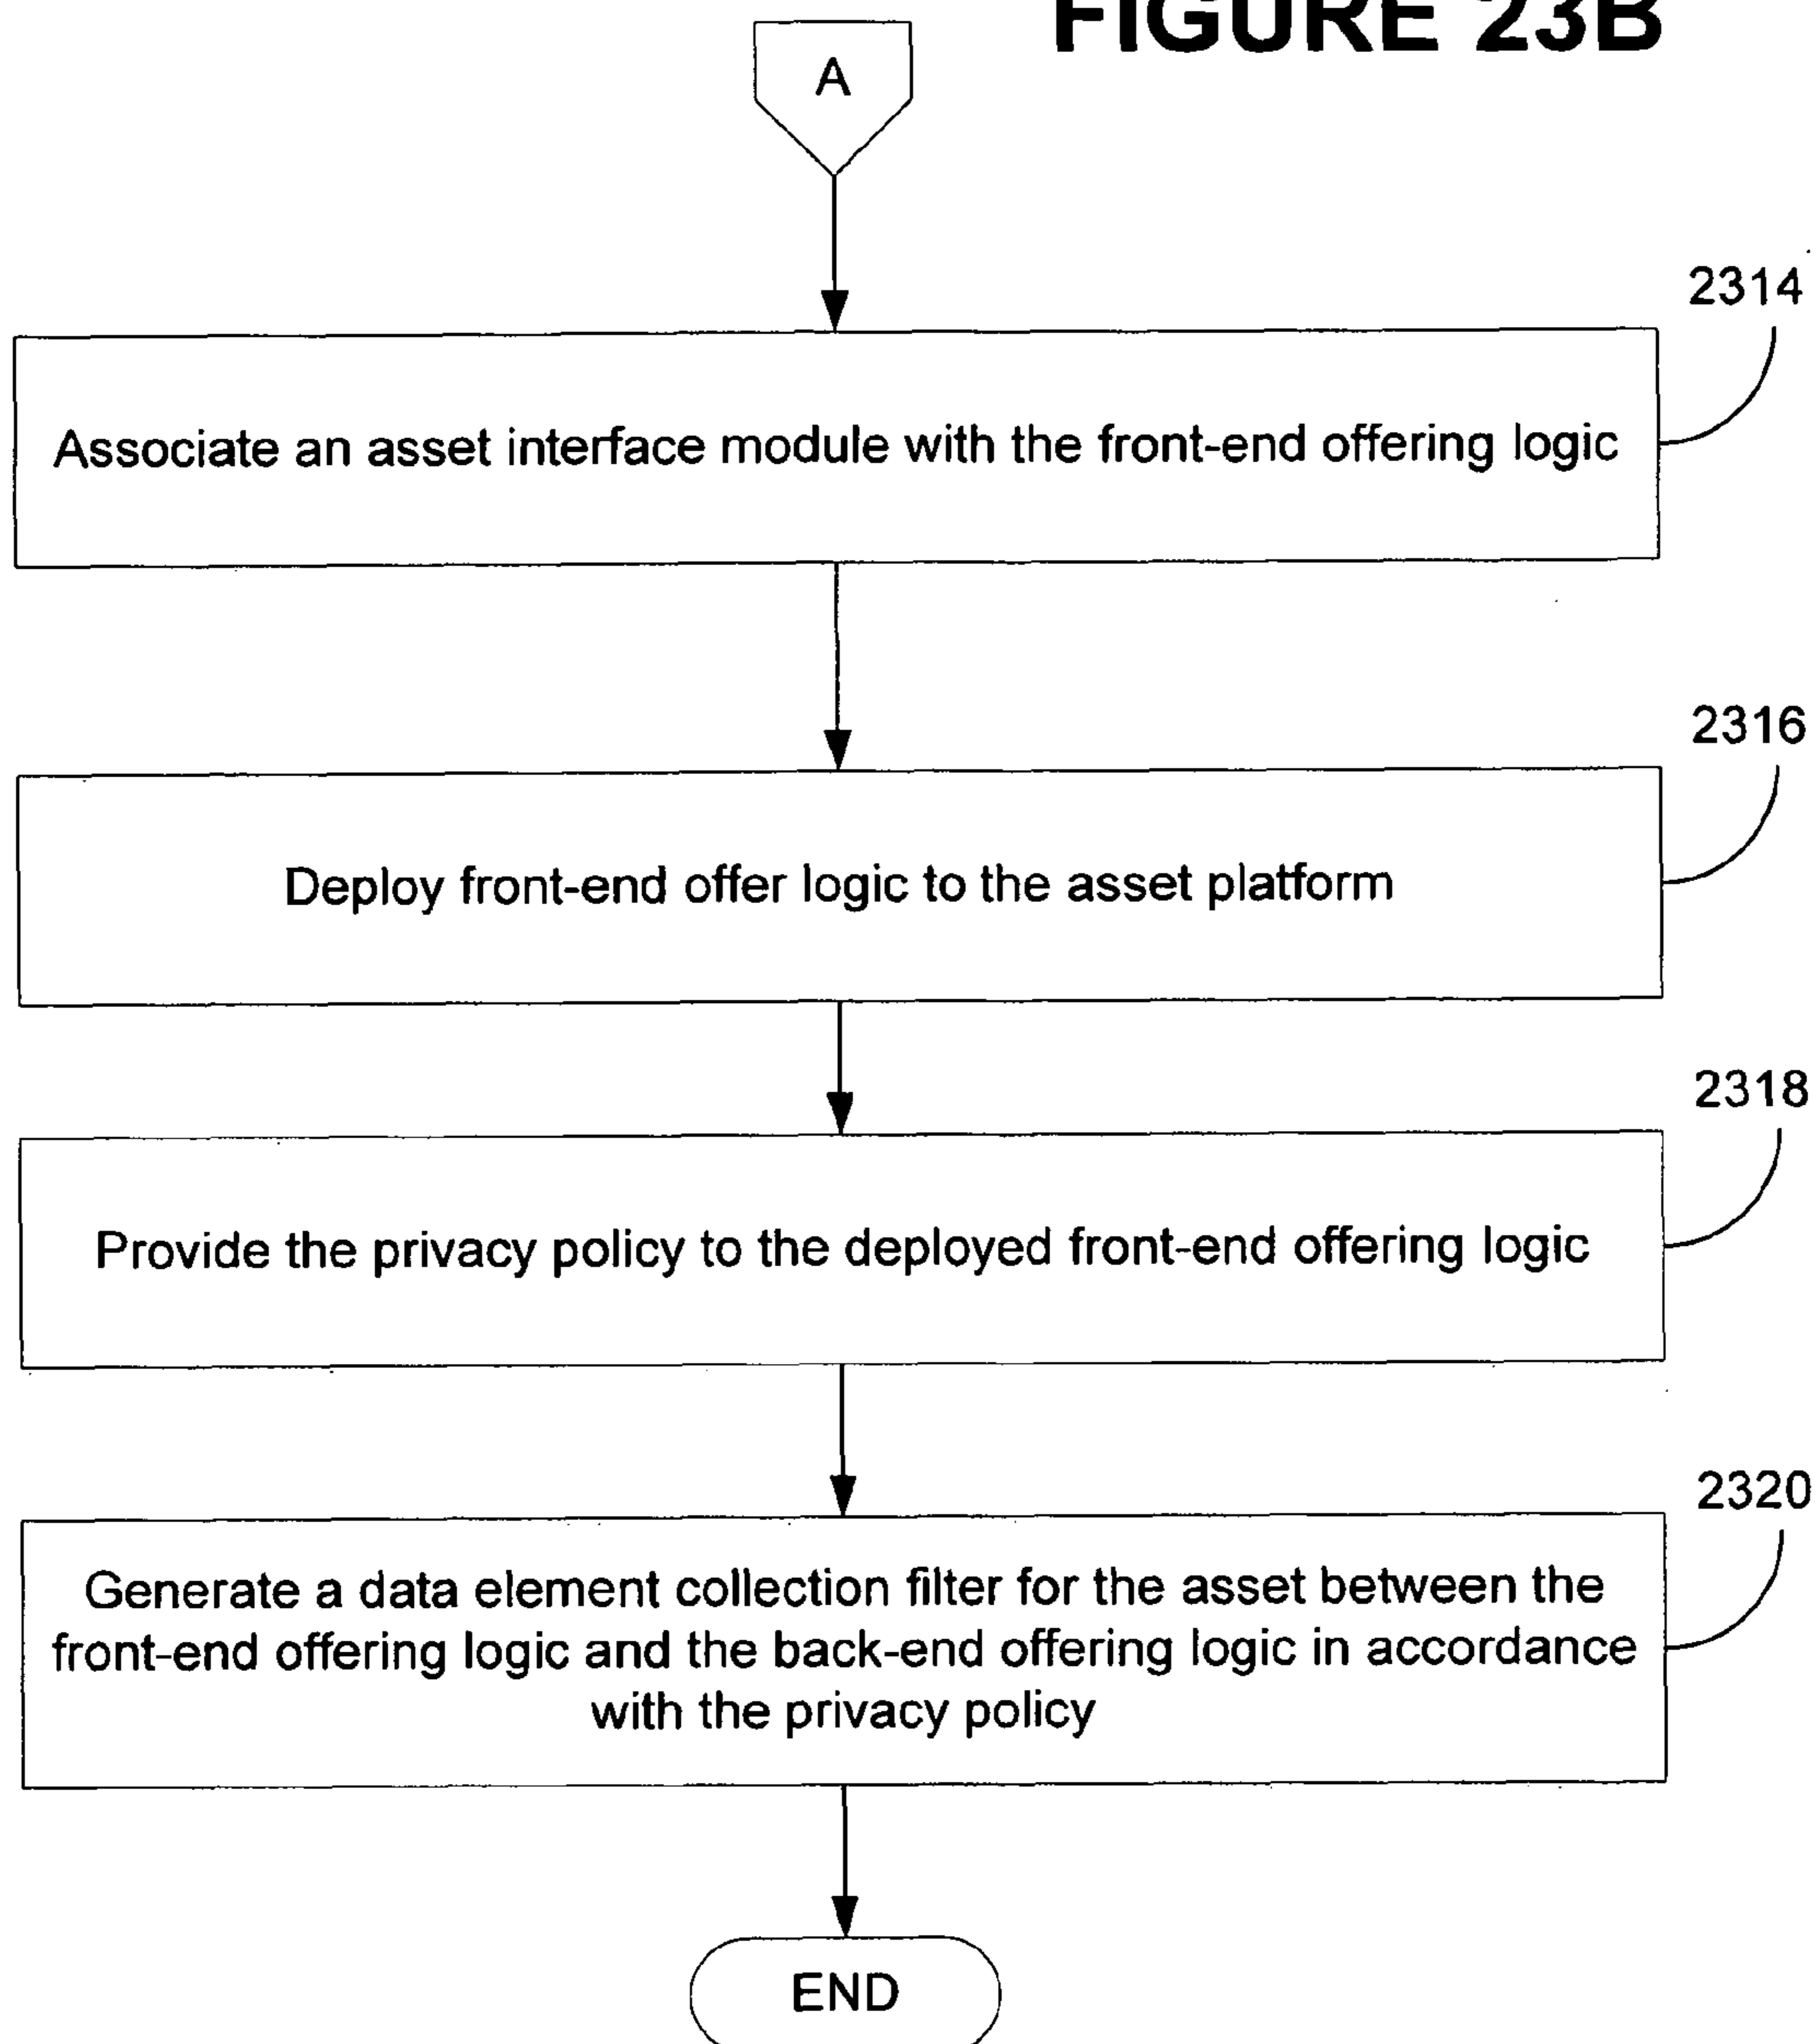 FIGURE 23B
A
2314
Associate an asset interface module with the front-end offering logic
2316
Deploy front-end offer logic to the asset platform
2318
Provide the privacy policy to the deployed front-end offering logic
2320
Generate a data element collection filter for the asset between the
front-end offering logic and the back-end offering logic in accordance
with the privacy policy
END